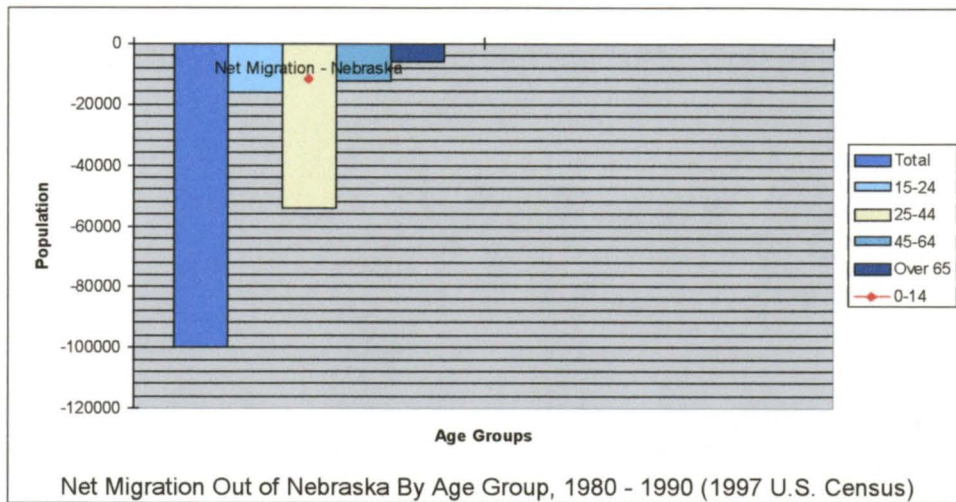 0
Net Migration - Nebraska
-20000
-40000
-60000
-80000
-100000
-120000
Population
Age Groups
Total
15-24
25-44
45-64
Over 65
0-14
Net Migration Out of Nebraska By Age Group, 1980 - 1990 (1997 U.S. Census)